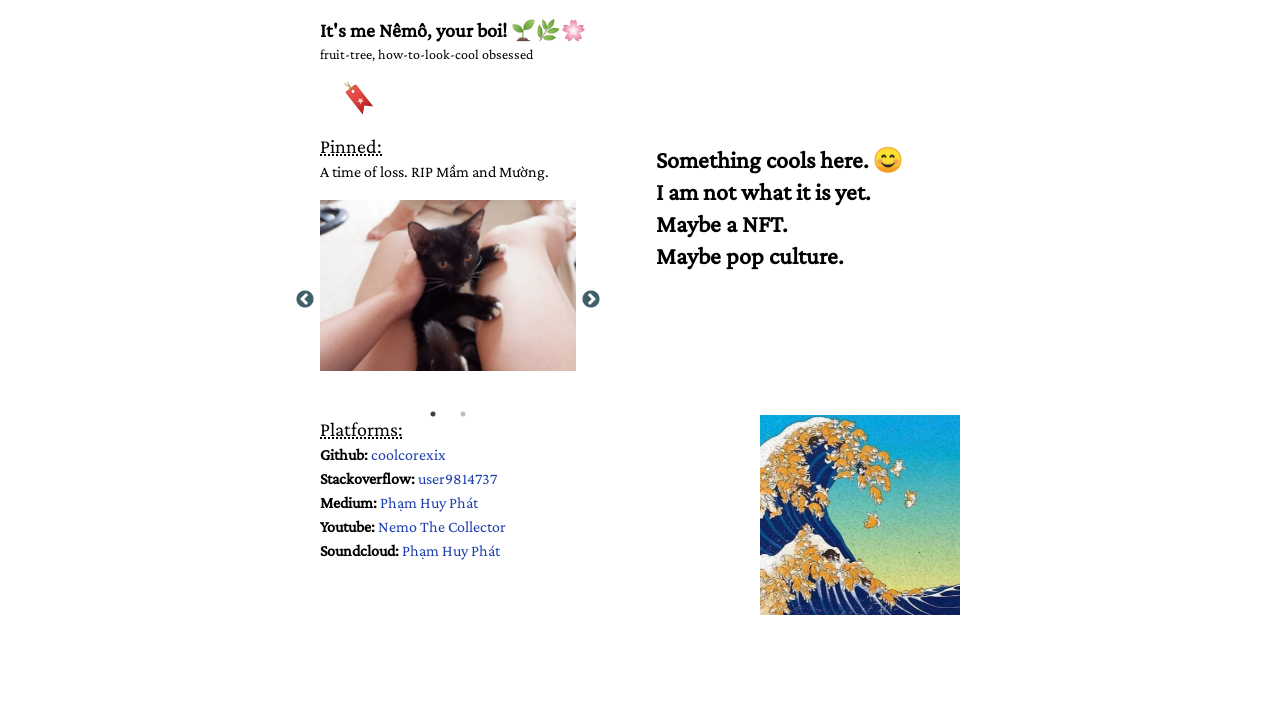 It's me Nêmô, your boi! 🌱🌿🌸
fruit-tree, how-to-look-cool obsessed
Pinned:
A time of loss. RIP Mầm and Mường.
Something cools here. 😊
I am not what it is yet.
Maybe a NFT.
Maybe pop culture.
Platforms:
Github: coolcorexix
Stackoverflow: user9814737
Medium: Phạm Huy Phát
Youtube: Nemo The Collector
Soundcloud: Phạm Huy Phát